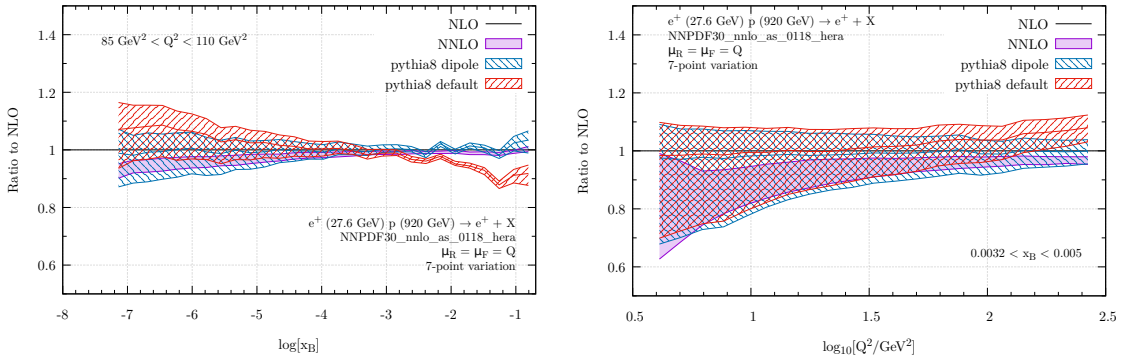 1.4
1.2
1
0.8
0.6
Ratio to NLO
85 GeV² < Q² < 110 GeV²
NLO
NNLO
pythia8 dipole
pythia8 default
e⁺ (27.6 GeV) p (920 GeV) → e⁺ + X
NNPDF30_nnlo_as_0118_hera
μR = μF = Q
7-point variation
-8 -7 -6 -5 -4 -3 -2 -1
log[xB]
1.4
1.2
1
0.8
0.6
Ratio to NLO
e⁺ (27.6 GeV) p (920 GeV) → e⁺ + X
NNPDF30_nnlo_as_0118_hera
μR = μF = Q
7-point variation
NLO
NNLO
pythia8 dipole
pythia8 default
0.0032 < xB < 0.005
0.5 1 1.5 2 2.5
log₁₀[Q²/GeV²]